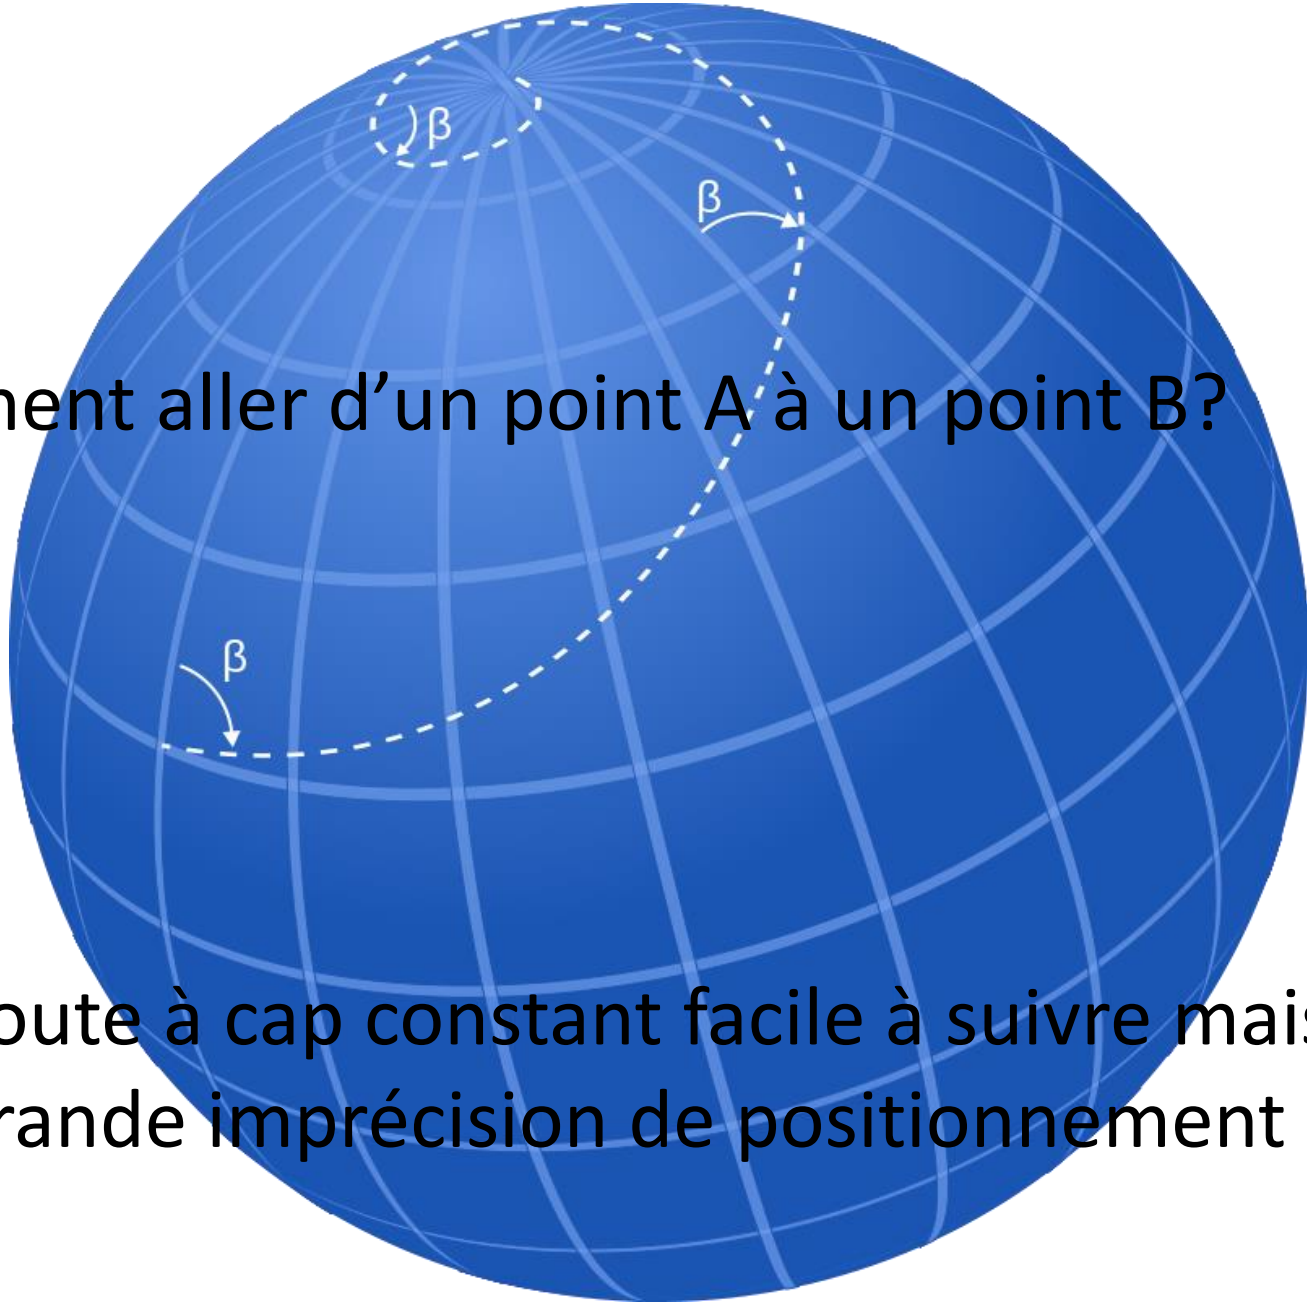 β
β
ment aller d’un point A à un point B?
β
oute à cap constant facile à suivre mais
rande imprécision de positionnement